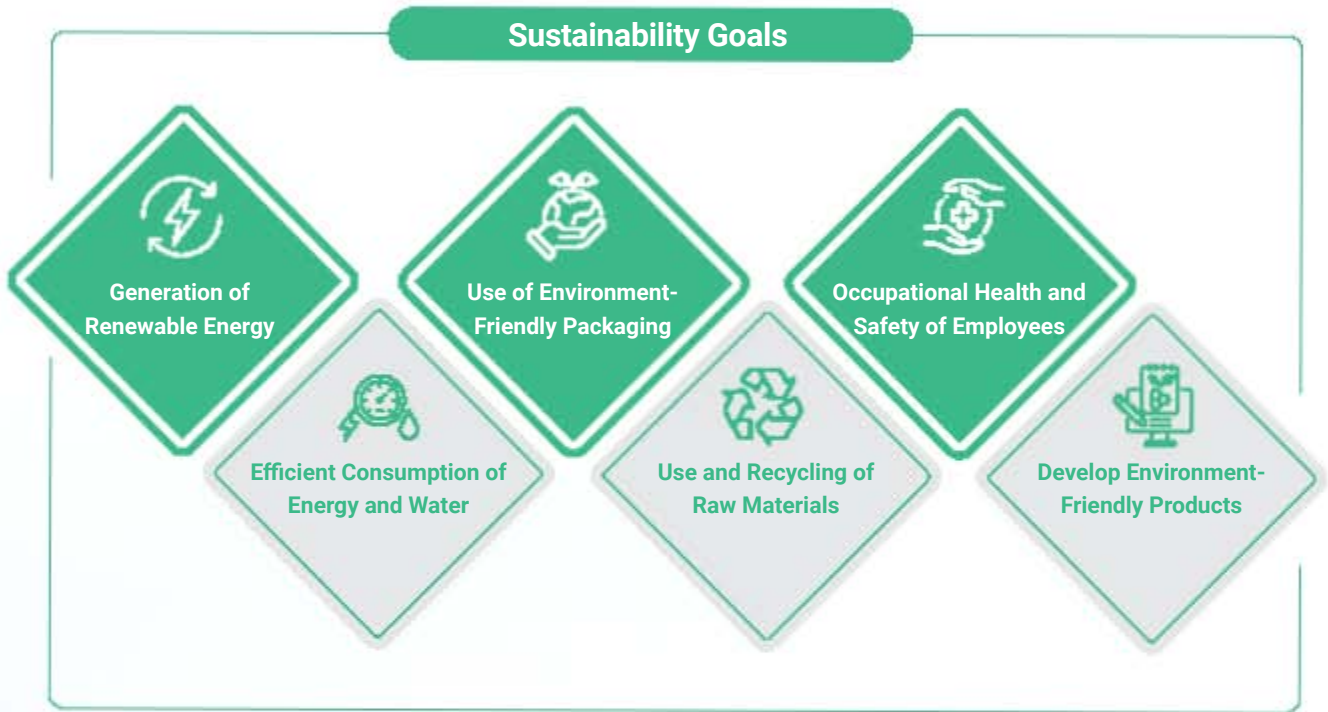 Sustainability Goals
Generation of
Renewable Energy
Use of Environment-
Friendly Packaging
Occupational Health and
Safety of Employees
Efficient Consumption of
Energy and Water
Use and Recycling of
Raw Materials
Develop Environment-
Friendly Products